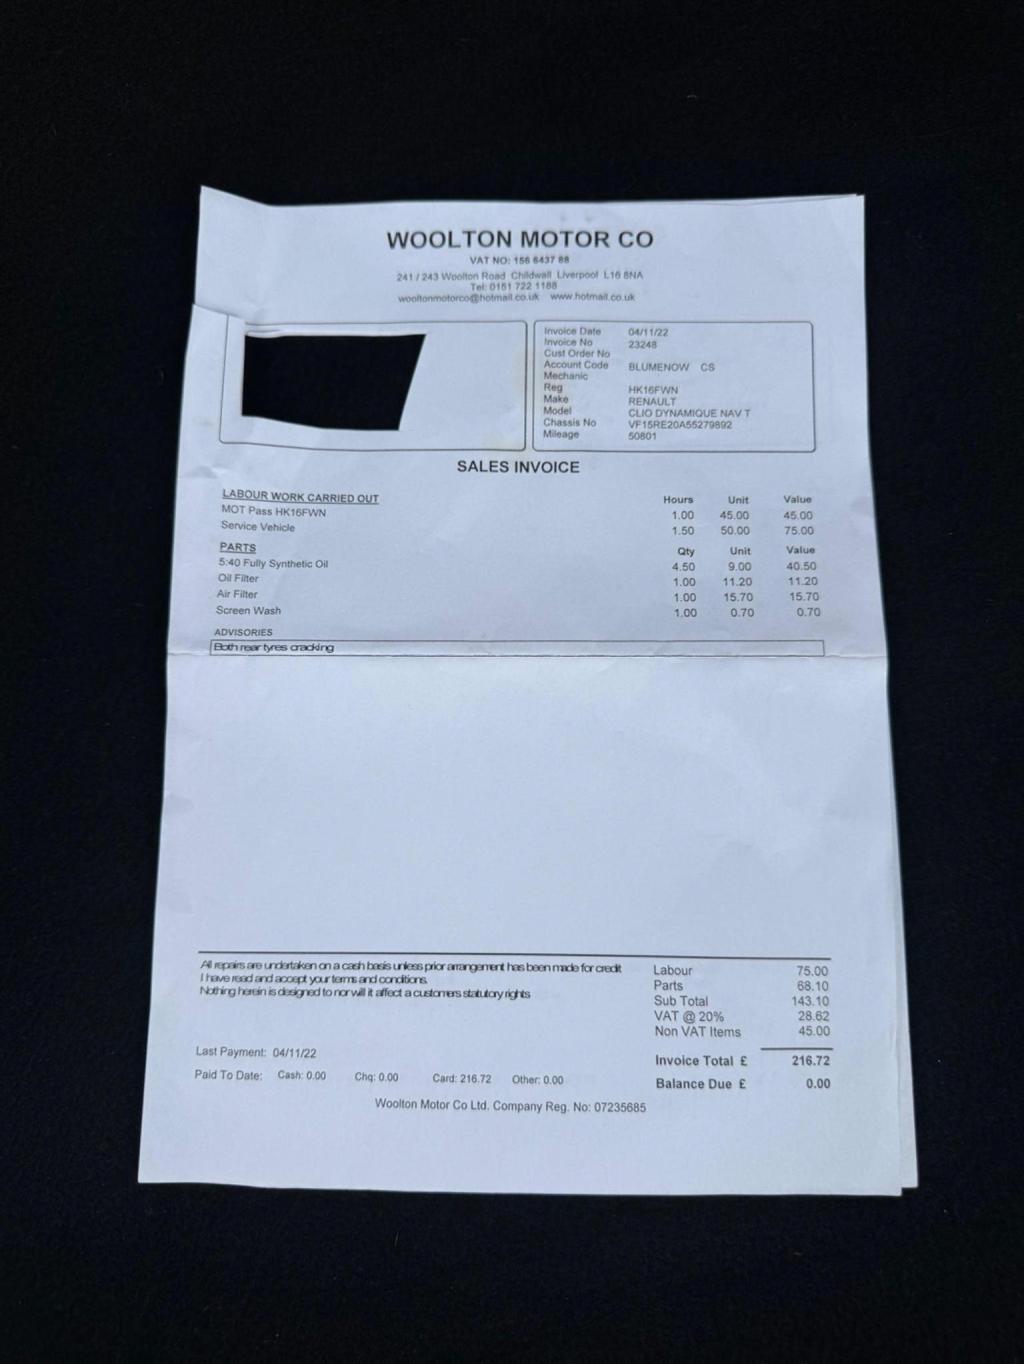 WOOLTON MOTOR CO
VAT NO: 156 6437 88
241 / 243 Woolton Road Childwall Liverpool L16 8NA
Tel: 0151 722 1188
wooltonmotorco@hotmail.co.uk www.hotmail.co.uk
Invoice Date 04/11/22
Invoice No 23248
Cust Order No
Account Code BLUMENOW CS
Mechanic
Reg HK16FWN
Make RENAULT
Model CLIO DYNAMIQUE NAV T
Chassis No VF15RE20A55279892
Mileage 50801
SALES INVOICE
LABOUR WORK CARRIED OUT Hours Unit Value
MOT Pass HK16FWN 1.00 45.00 45.00
Service Vehicle 1.50 50.00 75.00
PARTS Qty Unit Value
5:40 Fully Synthetic Oil 4.50 9.00 40.50
Oil Filter 1.00 11.20 11.20
Air Filter 1.00 15.70 15.70
Screen Wash 1.00 0.70 0.70
ADVISORIES
Both rear tyres cracking
All repairs are undertaken on a cash basis unless prior arrangement has been made for credit
I have read and accept your terms and conditions.
Nothing herein is designed to nor will it affect a customers statutory rights
Labour 75.00
Parts 68.10
Sub Total 143.10
VAT @ 20% 28.62
Non VAT Items 45.00
Invoice Total £ 216.72
Balance Due £ 0.00
Last Payment: 04/11/22
Paid To Date: Cash: 0.00 Chq: 0.00 Card: 216.72 Other: 0.00
Woolton Motor Co Ltd. Company Reg. No: 07235685